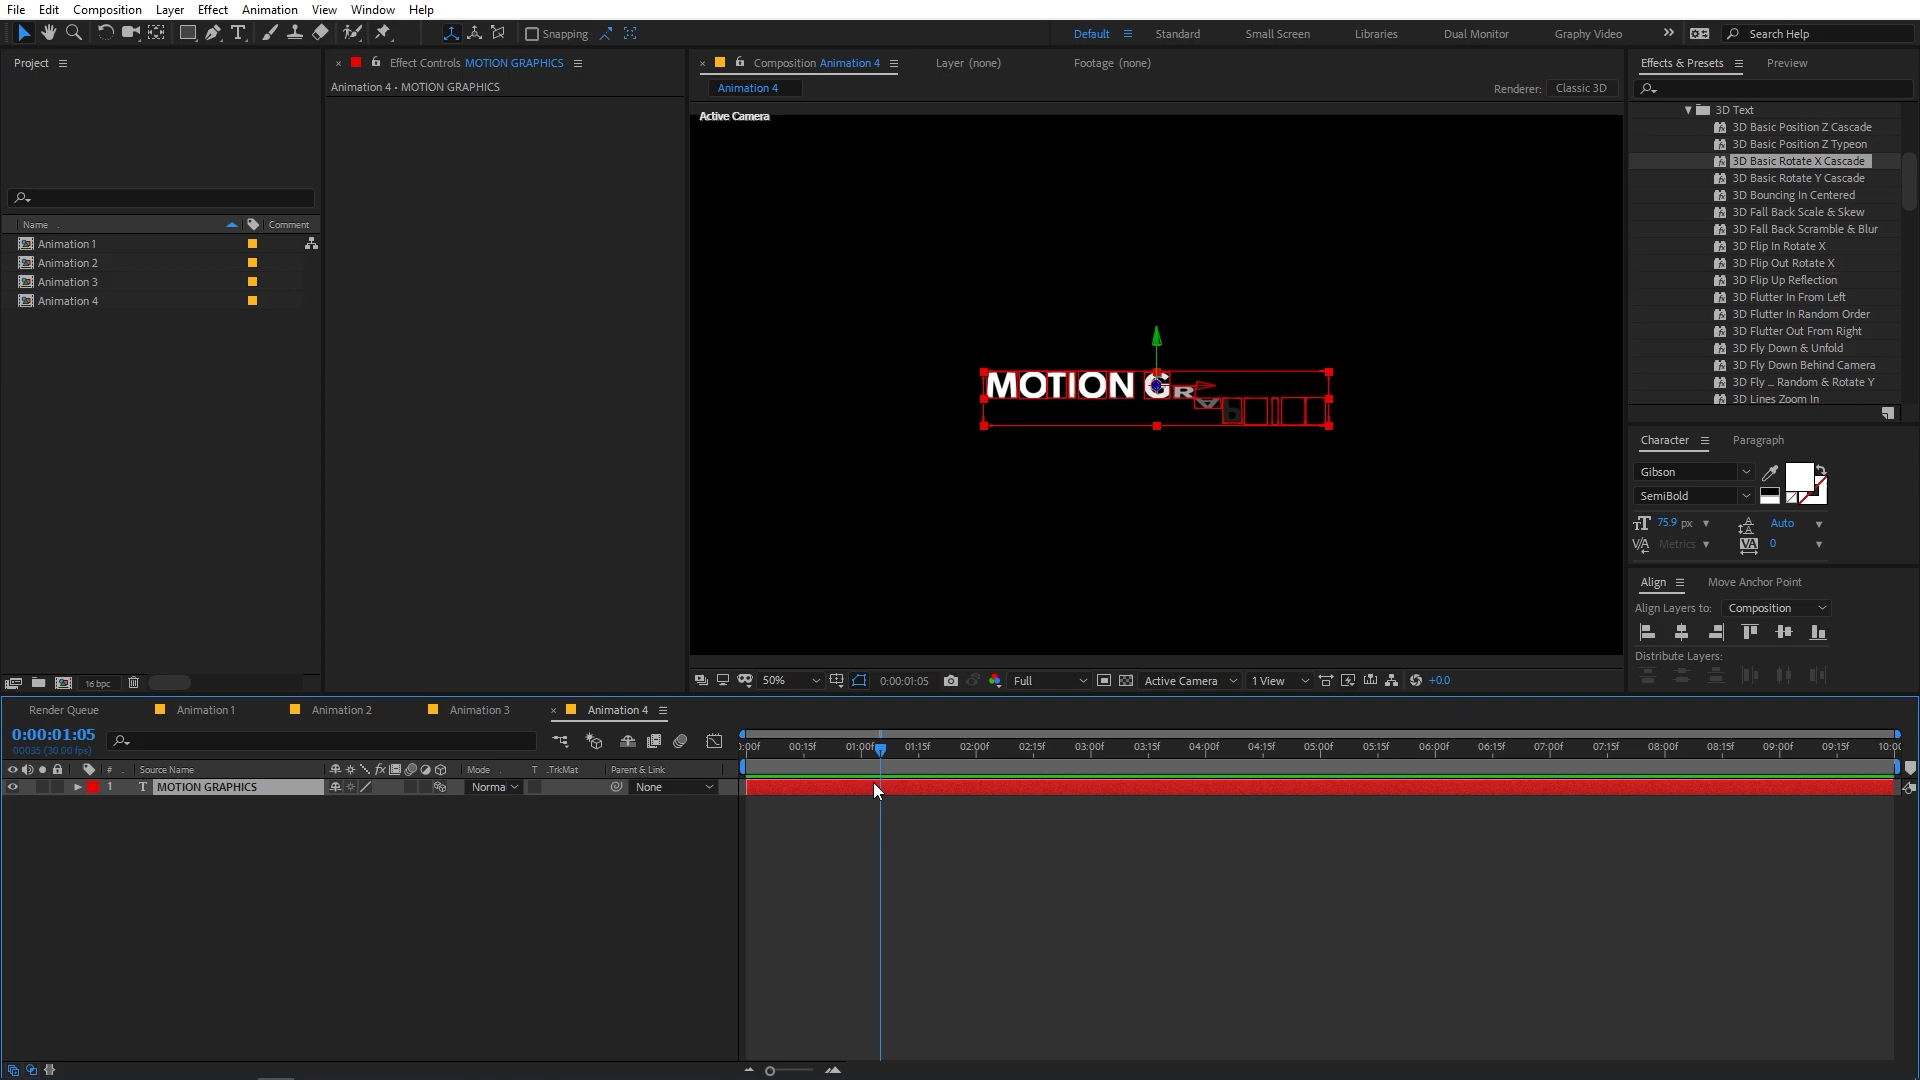 File Edit Composition Layer Effect Animation View Window Help
Snapping Default Standard Small Screen Libraries Dual Monitor Graphy Video Search Help
Project
Effect Controls MOTION GRAPHICS
Composition Animation 4
Layer (none)
Footage (none)
Effects & Presets
Preview
Animation 4 • MOTION GRAPHICS
Animation 4
Renderer: Classic 3D
Active Camera
3D Text
3D Basic Position Z Cascade
3D Basic Position Z Typeon
3D Basic Rotate X Cascade
3D Basic Rotate Y Cascade
3D Bouncing In Centered
3D Fall Back Scale & Skew
3D Fall Back Scramble & Blur
3D Flip In Rotate X
3D Flip Out Rotate X
3D Flip Up Reflection
3D Flutter In From Left
3D Flutter In Random Order
3D Flutter Out From Right
3D Fly Down & Unfold
3D Fly Down Behind Camera
3D Fly ... Random & Rotate Y
3D Lines Zoom In
Name Comment
Animation 1
Animation 2
Animation 3
Animation 4
MOTION GR
Character Paragraph
Gibson
SemiBold
75.9 px Auto
Metrics 0
Align Move Anchor Point
Align Layers to: Composition
Distribute Layers:
16 bpc
50% 0:00:01:05 Full Active Camera 1 View +0.0
Render Queue Animation 1 Animation 2 Animation 3 Animation 4
0:00:01:05
00035 (30.00 fps)
:00f 00:15f 01:00f 01:15f 02:00f 02:15f 03:00f 03:15f 04:00f 04:15f 05:00f 05:15f 06:00f 06:15f 07:00f 07:15f 08:00f 08:15f 09:00f 09:15f 10:00
# Source Name Mode T .TrkMat Parent & Link
1 T MOTION GRAPHICS Norma None